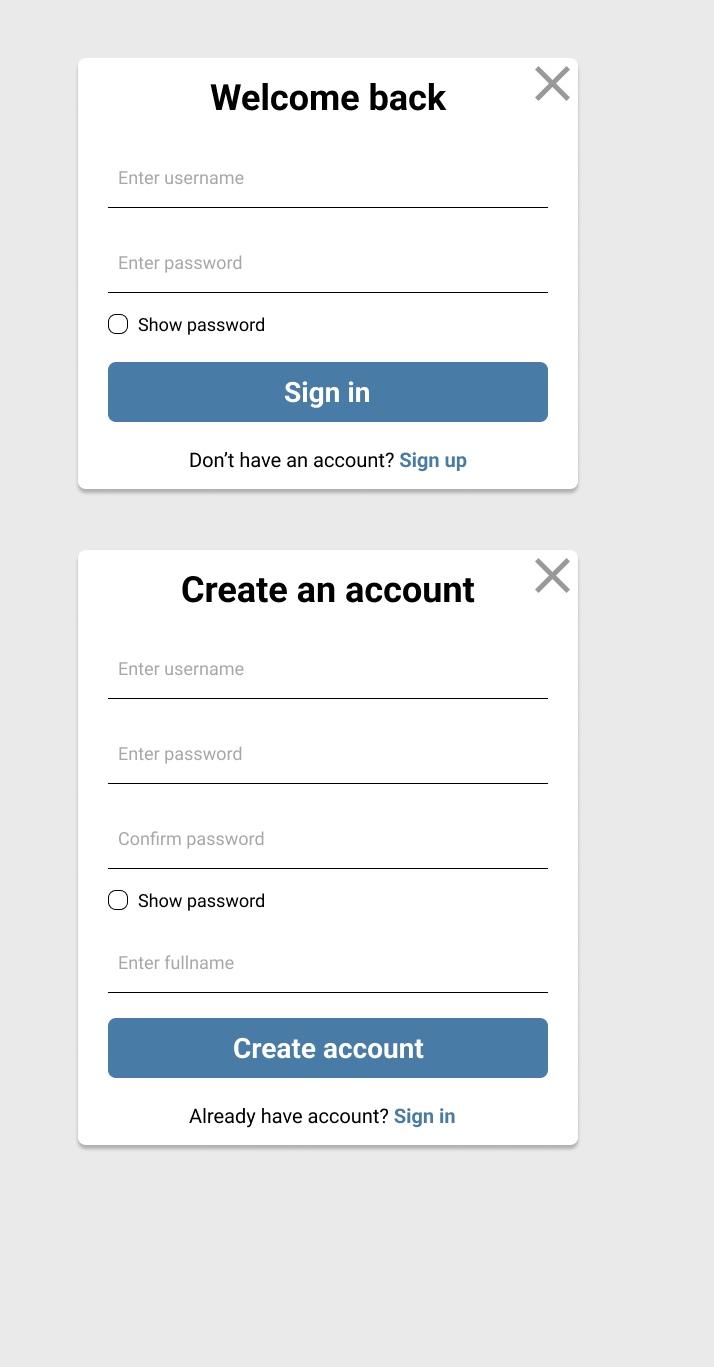 Welcome back
Enter username
Enter password
Show password
Sign in
Don’t have an account? Sign up
Create an account
Enter username
Enter password
Confirm password
Show password
Enter fullname
Create account
Already have account? Sign in